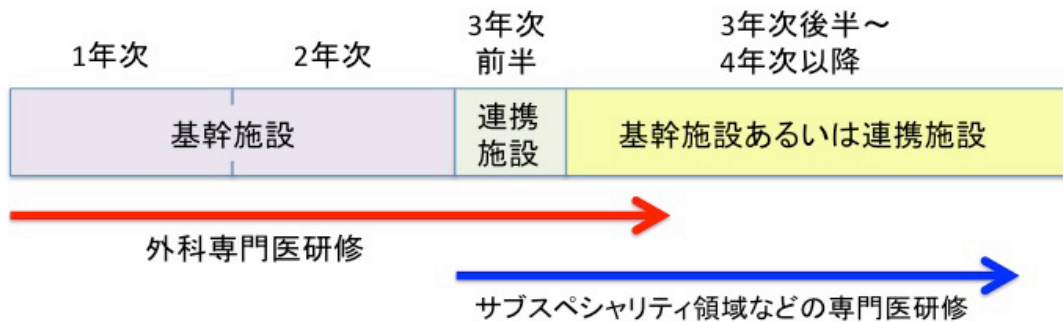 1年次
2年次
3年次
前半
3年次後半～
4年次以降
基幹施設
連携
施設
基幹施設あるいは連携施設
外科専門医研修
サブスペシャリティ領域などの専門医研修